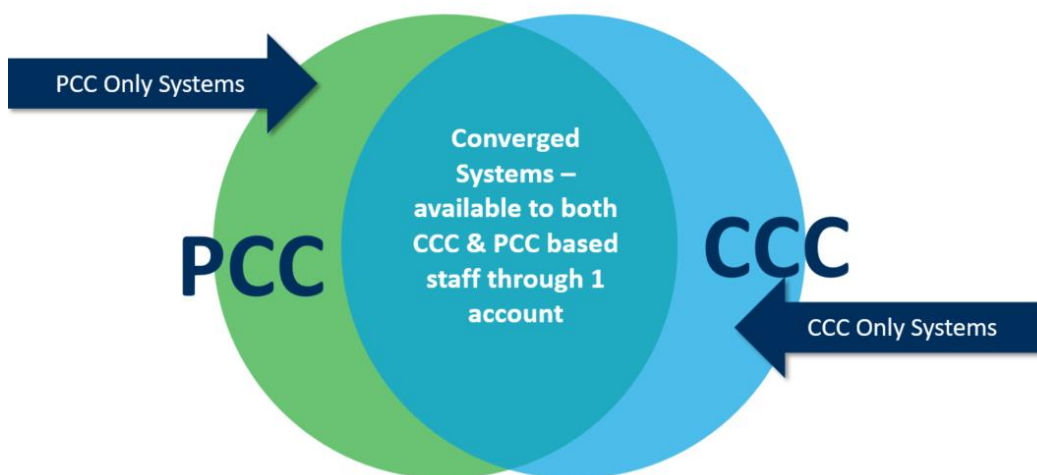 PCC Only Systems
Converged
Systems –
available to both
CCC & PCC based
staff through 1
account
PCC
CCC
CCC Only Systems